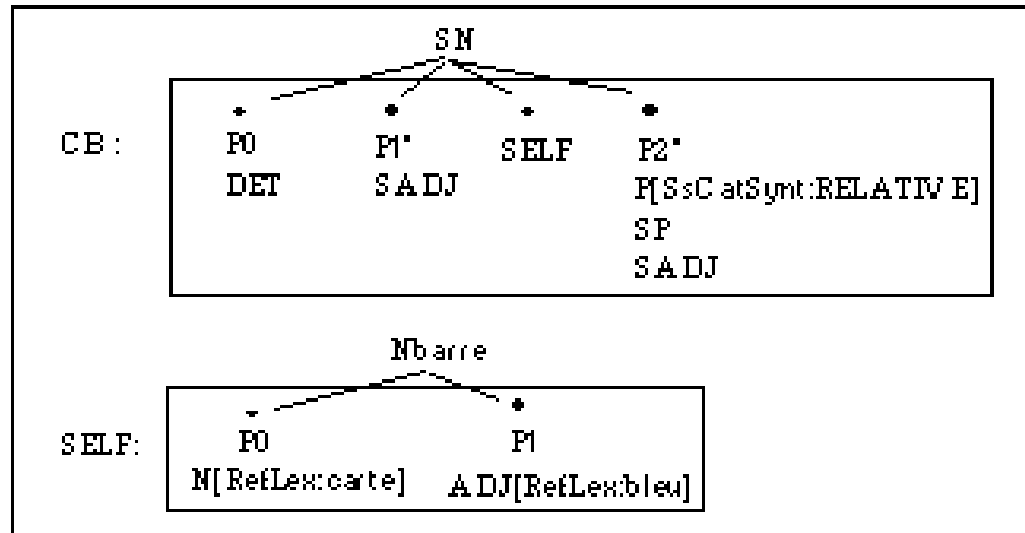 SN
CB: P0 P1* SELF P2*
DET SADJ P[SsCatSynt:RELATIVE]
SP
SADJ
Nbarre
SELF: P0 P1
N[RefLex:carte] ADJ[RefLex:bleu]